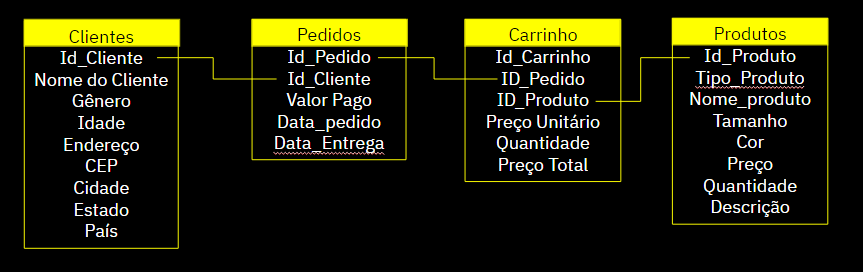 Clientes
Id_Cliente
Nome do Cliente
Gênero
Idade
Endereço
CEP
Cidade
Estado
País
Pedidos
Id_Pedido
Id_Cliente
Valor Pago
Data_pedido
Data_Entrega
Carrinho
Id_Carrinho
ID_Pedido
ID_Produto
Preço Unitário
Quantidade
Preço Total
Produtos
Id_Produto
Tipo_Produto
Nome_produto
Tamanho
Cor
Preço
Quantidade
Descrição